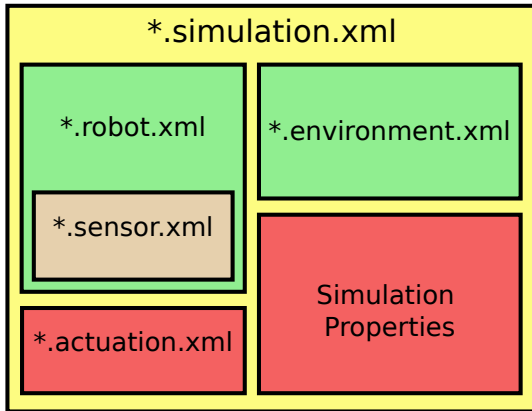 *.simulation.xml
*.robot.xml
*.sensor.xml
*.actuation.xml
*.environment.xml
Simulation
Properties